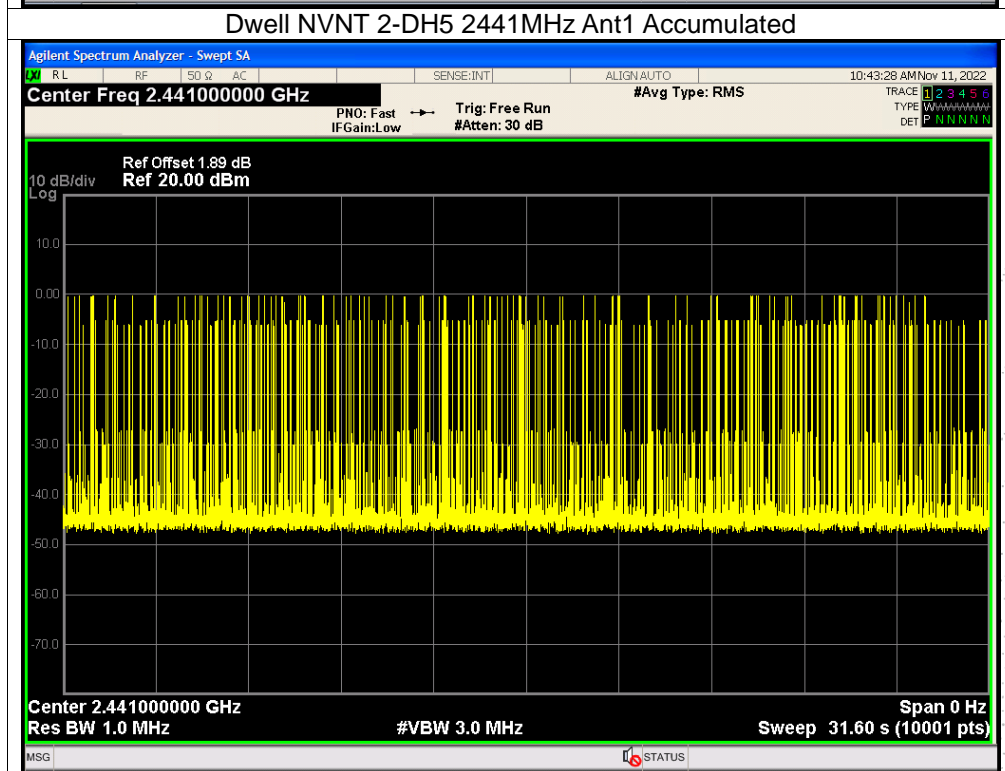 Dwell NVNT 2-DH5 2441MHz Ant1 Accumulated
Agilent Spectrum Analyzer - Swept SA
LXI RL RF 50 Ω AC SENSE:INT ALIGN AUTO 10:43:28 AM Nov 11, 2022
Center Freq 2.441000000 GHz #Avg Type: RMS TRACE 1 2 3 4 5 6
PNO: Fast Trig: Free Run TYPE WWWWWW
IFGain:Low #Atten: 30 dB DET P N N N N N
Ref Offset 1.89 dB
10 dB/div Ref 20.00 dBm
Log
10.0
0.00
-10.0
-20.0
-30.0
-40.0
-50.0
-60.0
-70.0
Center 2.441000000 GHz Span 0 Hz
Res BW 1.0 MHz #VBW 3.0 MHz Sweep 31.60 s (10001 pts)
MSG STATUS